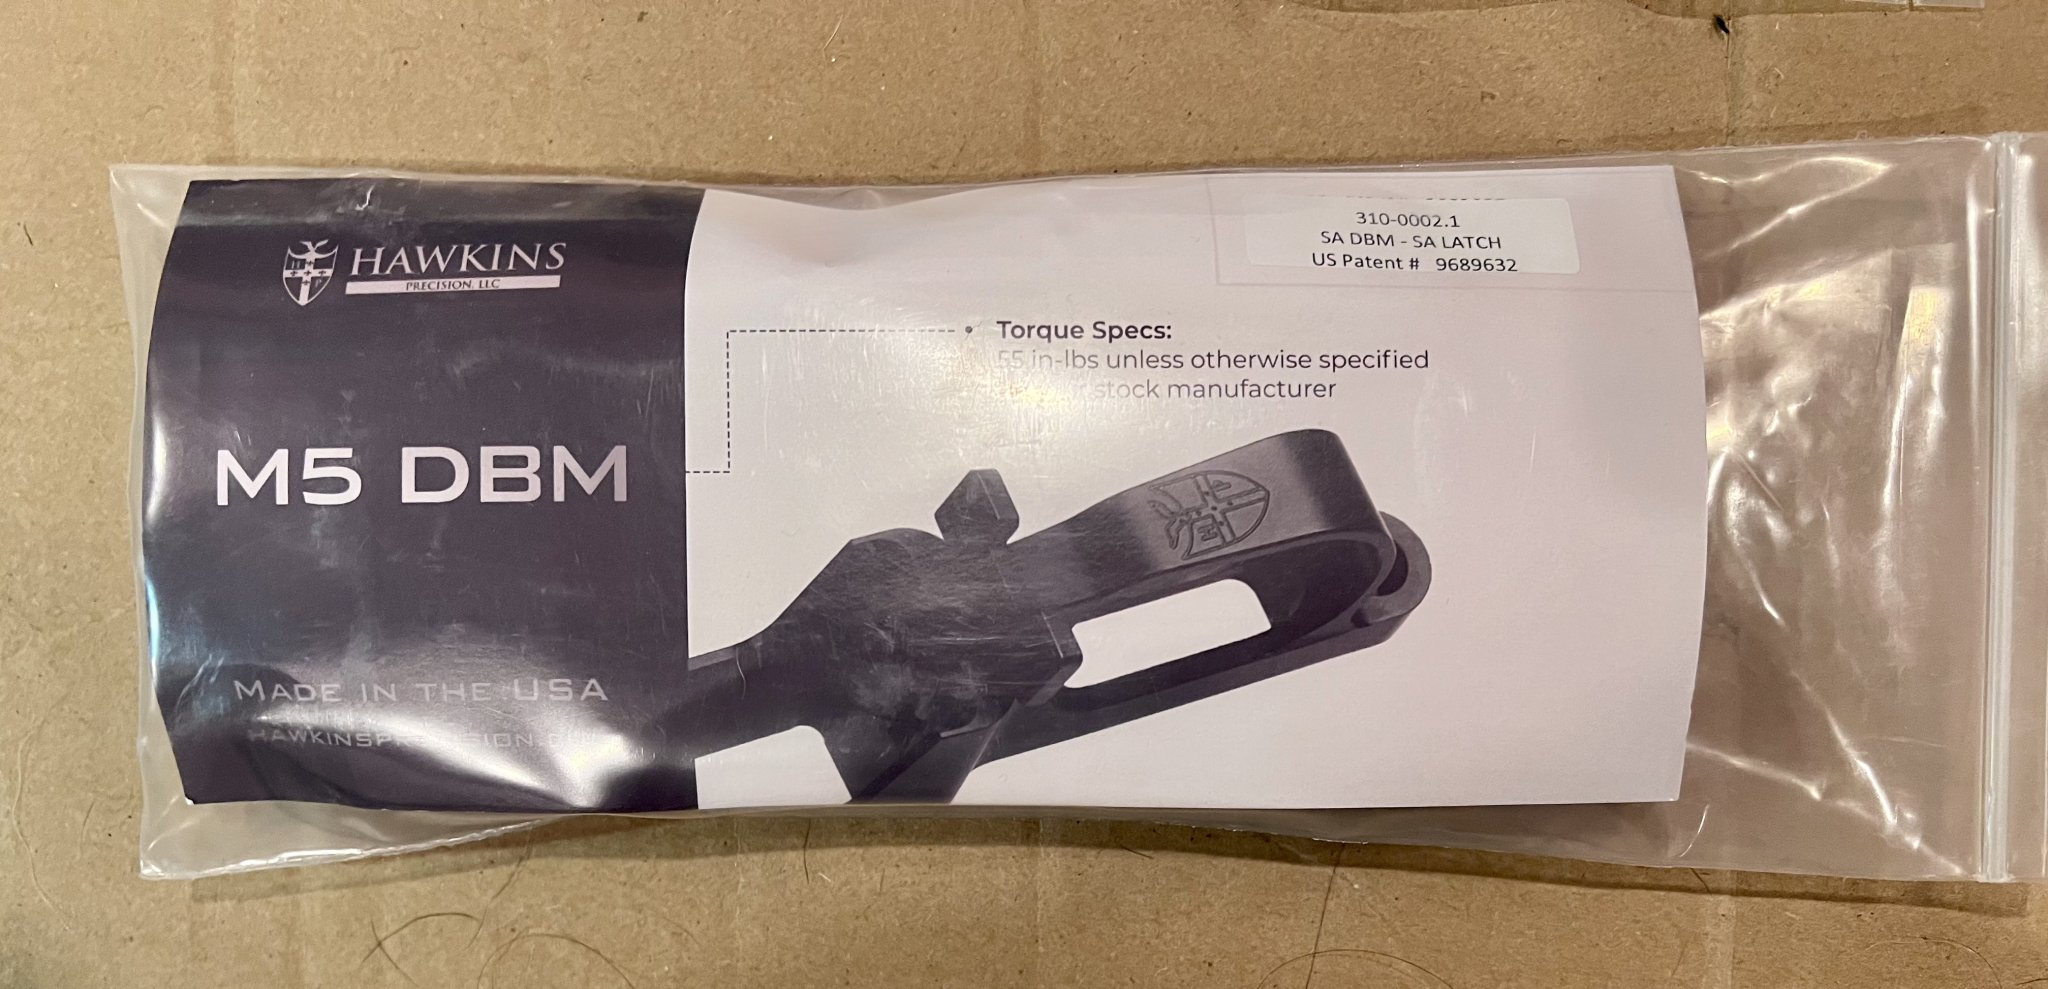 HAWKINS
PRECISION, LLC
M5 DBM
MADE IN THE USA
310-0002.1
SA DBM - SA LATCH
US Patent # 9689632
Torque Specs:
55 in-lbs unless otherwise specified
stock manufacturer
H P
H P